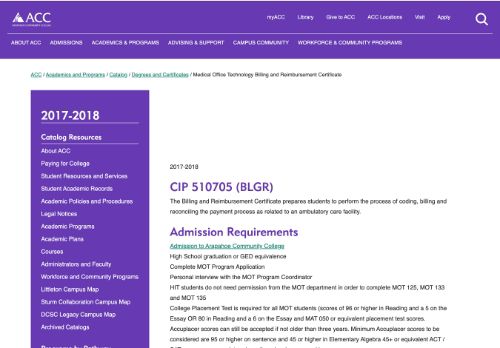 ACC
myACC Library Give to ACC ACC Locations Visit Apply
ABOUT ACC ADMISSIONS ACADEMICS & PROGRAMS ADVISING & SUPPORT CAMPUS COMMUNITY WORKFORCE & COMMUNITY PROGRAMS
ACC / Academics and Programs / Catalog / Degrees and Certificates / Medical Office Technology Billing and Reimbursement Certificate
2017-2018
Catalog Resources
About ACC
Paying for College
Student Resources and Services
Student Academic Records
Academic Policies and Procedures
Legal Notices
Academic Programs
Academic Plans
Courses
Administrators and Faculty
Workforce and Community Programs
Littleton Campus Map
Sturm Collaboration Campus Map
DCSC Legacy Campus Map
Archived Catalogs
2017-2018
CIP 510705 (BLGR)
The Billing and Reimbursement Certificate prepares students to perform the process of coding, billing and
reconciling the payment process as related to an ambulatory care facility.
Admission Requirements
Admission to Arapahoe Community College
High School graduation or GED equivalence
Complete MOT Program Application
Personal interview with the MOT Program Coordinator
HIT students do not need permission from the MOT department in order to complete MOT 125, MOT 133
and MOT 135
College Placement Test is required for all MOT students (scores of 95 or higher in Reading and a 5 on the
Essay OR 80 in Reading and a 6 on the Essay and MAT 050 or equivalent placement test scores.
Accuplacer scores can still be accepted if not older than three years. Minimum Accuplacer scores to be
considered are 95 or higher on sentence and 45 or higher in Elementary Algebra 45+ or equivalent ACT /